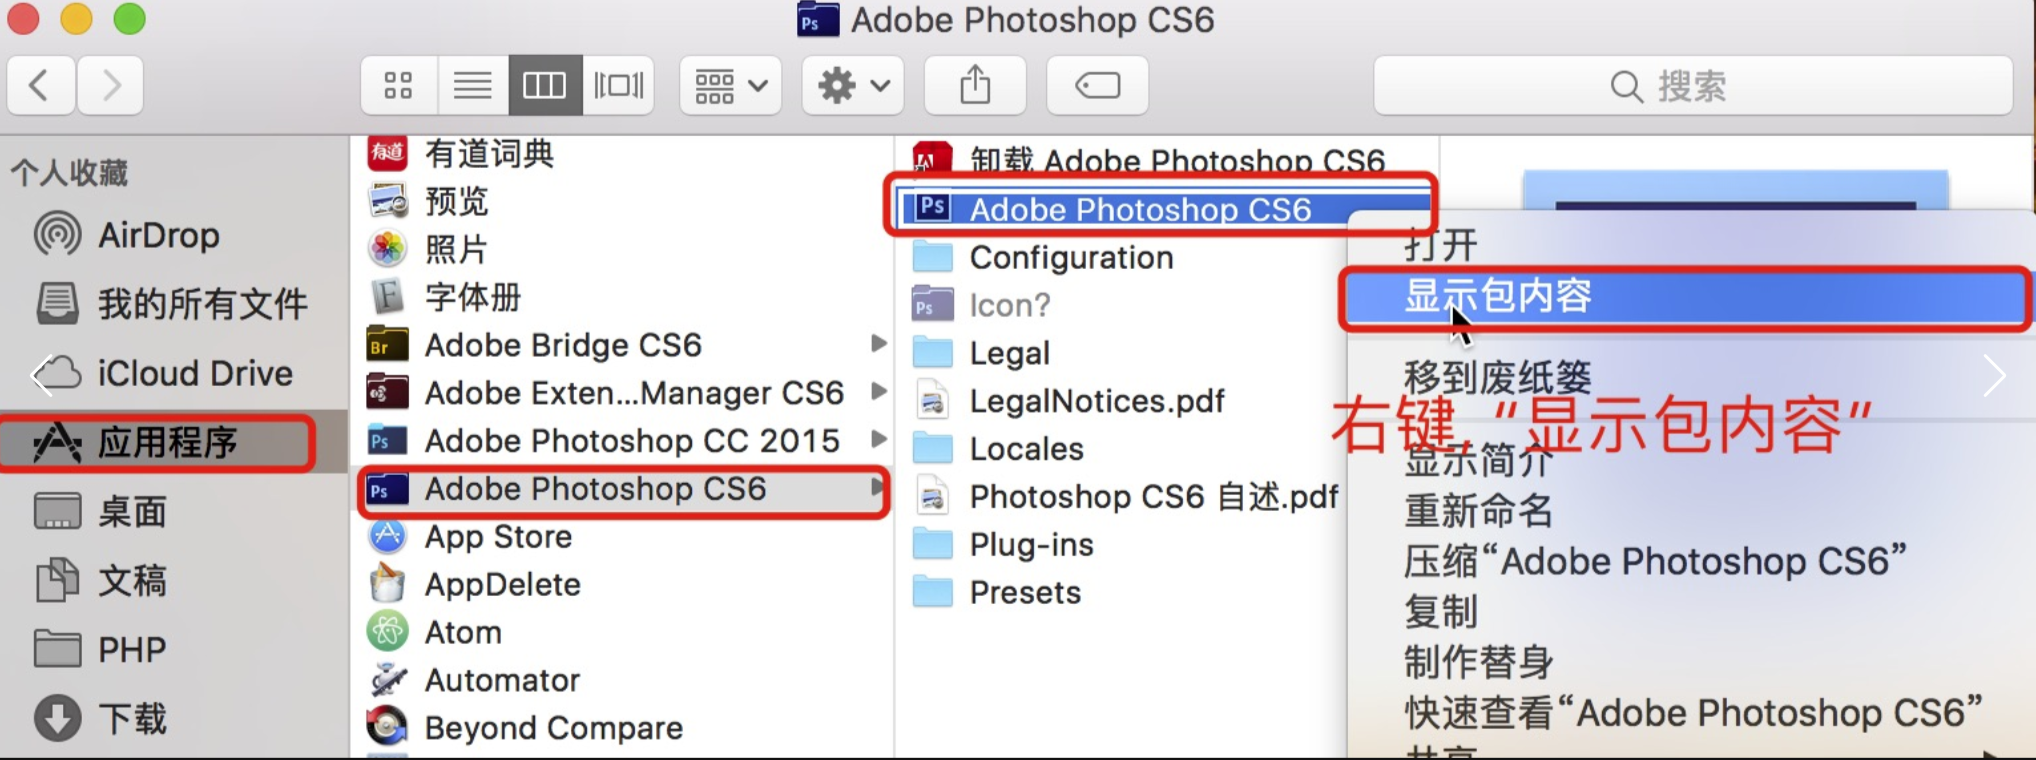 Adobe Photoshop CS6
搜索
个人收藏
AirDrop
我的所有文件
iCloud Drive
应用程序
桌面
文稿
PHP
下载
有道词典
预览
照片
字体册
Adobe Bridge CS6
Adobe Exten...Manager CS6
Adobe Photoshop CC 2015
Adobe Photoshop CS6
App Store
AppDelete
Atom
Automator
Beyond Compare
卸载 Adobe Photoshop CS6
Adobe Photoshop CS6
Configuration
Icon?
Legal
LegalNotices.pdf
Locales
Photoshop CS6 自述.pdf
Plug-ins
Presets
打开
显示包内容
移到废纸篓
右键,“显示包内容”
显示简介
重新命名
压缩“Adobe Photoshop CS6”
复制
制作替身
快速查看“Adobe Photoshop CS6”
共享